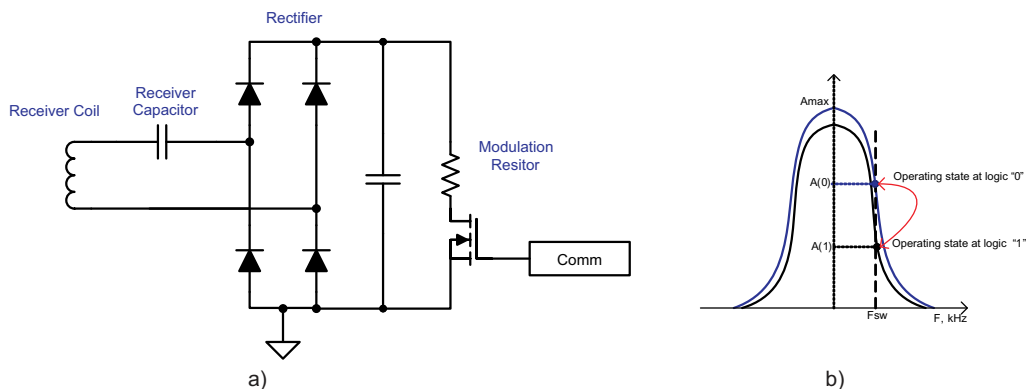 Rectifier
Receiver
Capacitor
Receiver Coil
Modulation
Resitor
Comm
a)
Amax
A(0)
Operating state at logic “0”
A(1)
Operating state at logic “1”
Fsw
F, kHz
b)